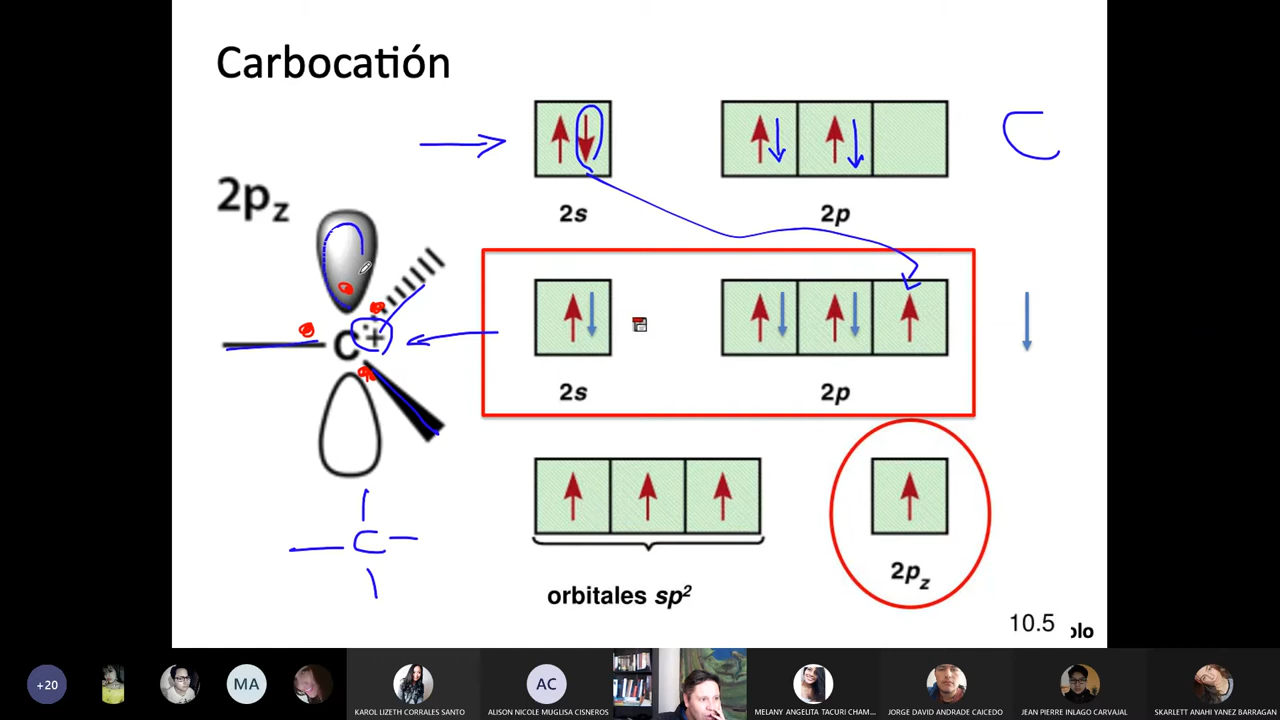 Carbocatión
C
2s
2p
2pz
C+
2s
2p
C
orbitales sp²
2pz
10.5
olo
+20
MA
AC
KAROL LIZETH CORRALES SANTO
ALISON NICOLE MUGLISA CISNEROS
MELANY ANGELITA TACURI CHAM...
JORGE DAVID ANDRADE CAICEDO
JEAN PIERRE INLAGO CARVAJAL
SKARLETT ANAHI YANEZ BARRAGAN